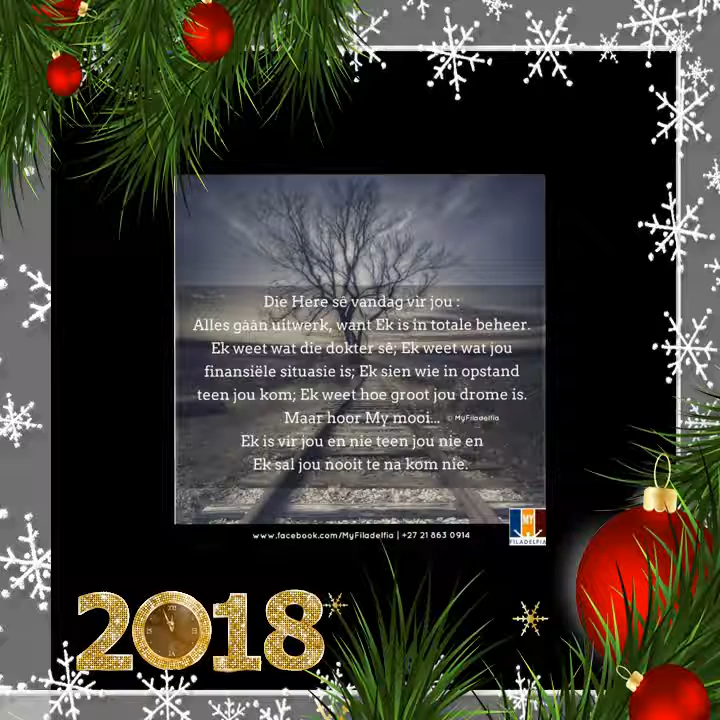 Die Here sê vandag vir jou :
Alles gáán uitwerk, want Ek is in totale beheer.
Ek weet wat die dokter sê; Ek weet wat jou
finansiële situasie is; Ek sien wie in opstand
teen jou kom; Ek weet hoe groot jou drome is.
Maar hoor My mooi... © MyFiladelfia
Ek is vir jou en nie teen jou nie en
Ek sal jou nooit te na kom nie.
MY
FILADELFIA
www.facebook.com/MyFiladelfia | +27 21 863 0914
2018